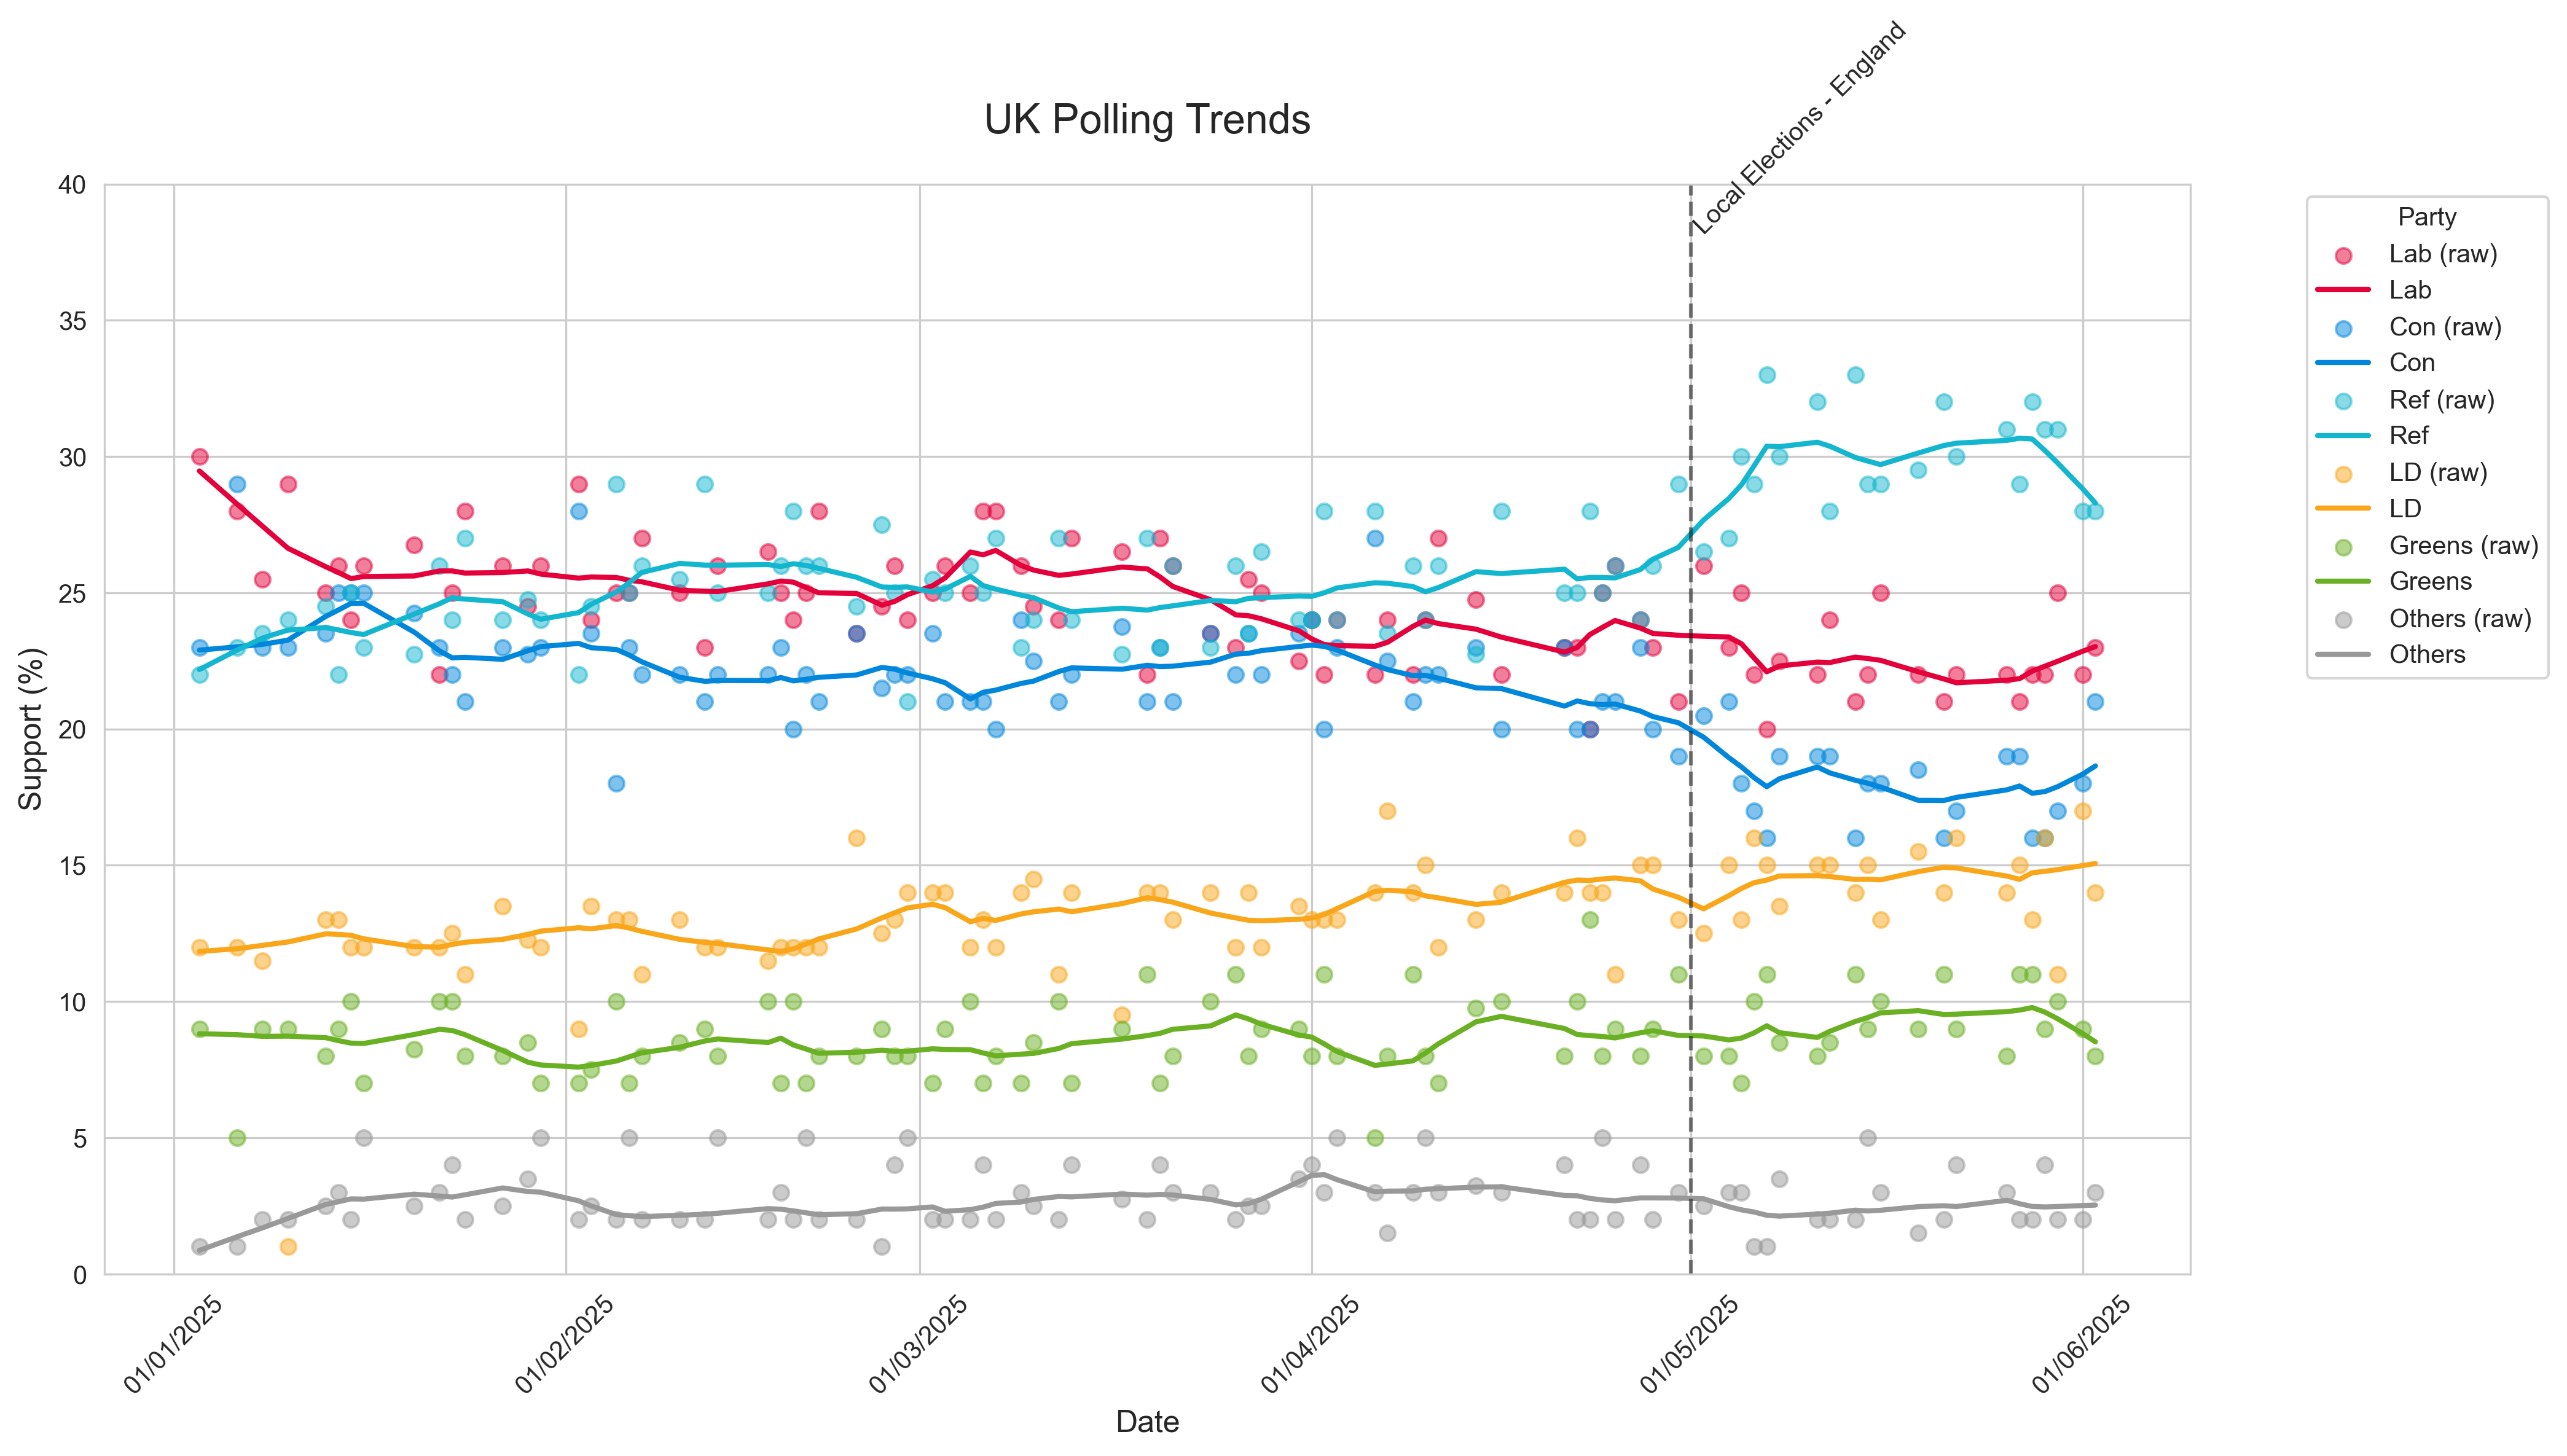 Local Elections - England
UK Polling Trends
40
35
30
25
20
15
10
5
0
Support (%)
01/01/2025
01/02/2025
01/03/2025
01/04/2025
01/05/2025
01/06/2025
Date
Party
Lab (raw)
Lab
Con (raw)
Con
Ref (raw)
Ref
LD (raw)
LD
Greens (raw)
Greens
Others (raw)
Others